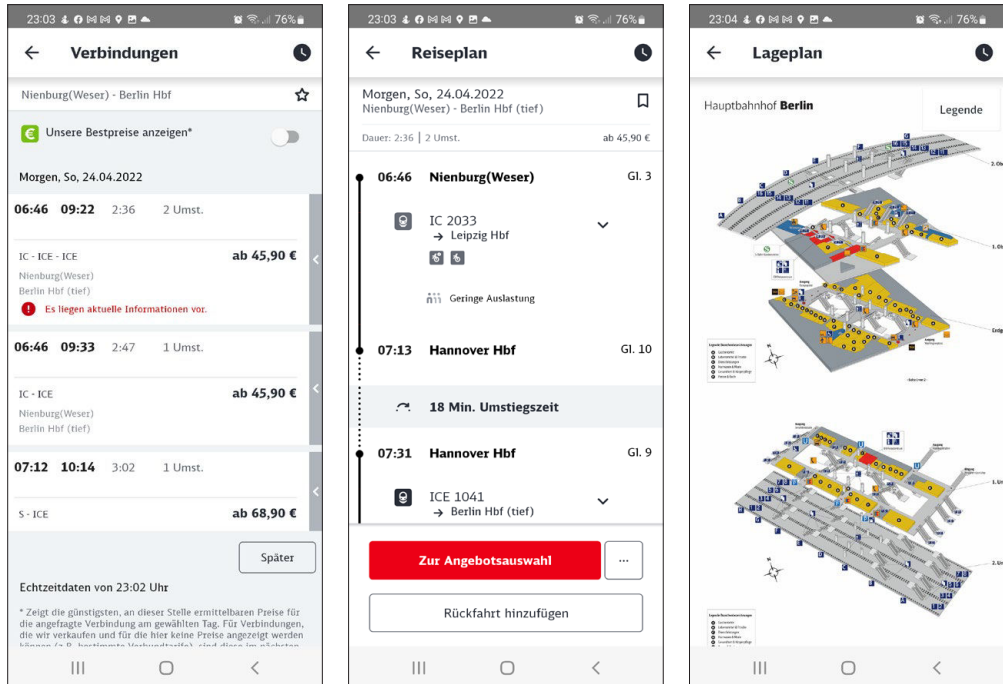 23:03 76%
Verbindungen
Nienburg(Weser) - Berlin Hbf
Unsere Bestpreise anzeigen*
Morgen, So, 24.04.2022
06:46 09:22 2:36 2 Umst.
IC - ICE - ICE ab 45,90 €
Nienburg(Weser)
Berlin Hbf (tief)
Es liegen aktuelle Informationen vor.
06:46 09:33 2:47 1 Umst.
IC - ICE ab 45,90 €
Nienburg(Weser)
Berlin Hbf (tief)
07:12 10:14 3:02 1 Umst.
S - ICE ab 68,90 €
Später
Echtzeitdaten von 23:02 Uhr
* Zeigt die günstigsten, an dieser Stelle ermittelbaren Preise für
die angefragte Verbindung am gewählten Tag. Für Verbindungen,
die wir verkaufen und für die hier keine Preise angezeigt werden
können (z.B. bestimmte Verbundtarife), sind diese im nächsten
23:03 76%
Reiseplan
Morgen, So, 24.04.2022
Nienburg(Weser) - Berlin Hbf (tief)
Dauer: 2:36 | 2 Umst. ab 45,90 €
06:46 Nienburg(Weser) Gl. 3
IC 2033
→ Leipzig Hbf
Geringe Auslastung
07:13 Hannover Hbf Gl. 10
18 Min. Umstiegszeit
07:31 Hannover Hbf Gl. 9
ICE 1041
→ Berlin Hbf (tief)
Zur Angebotsauswahl
...
Rückfahrt hinzufügen
23:04 76%
Lageplan
Hauptbahnhof Berlin
Legende